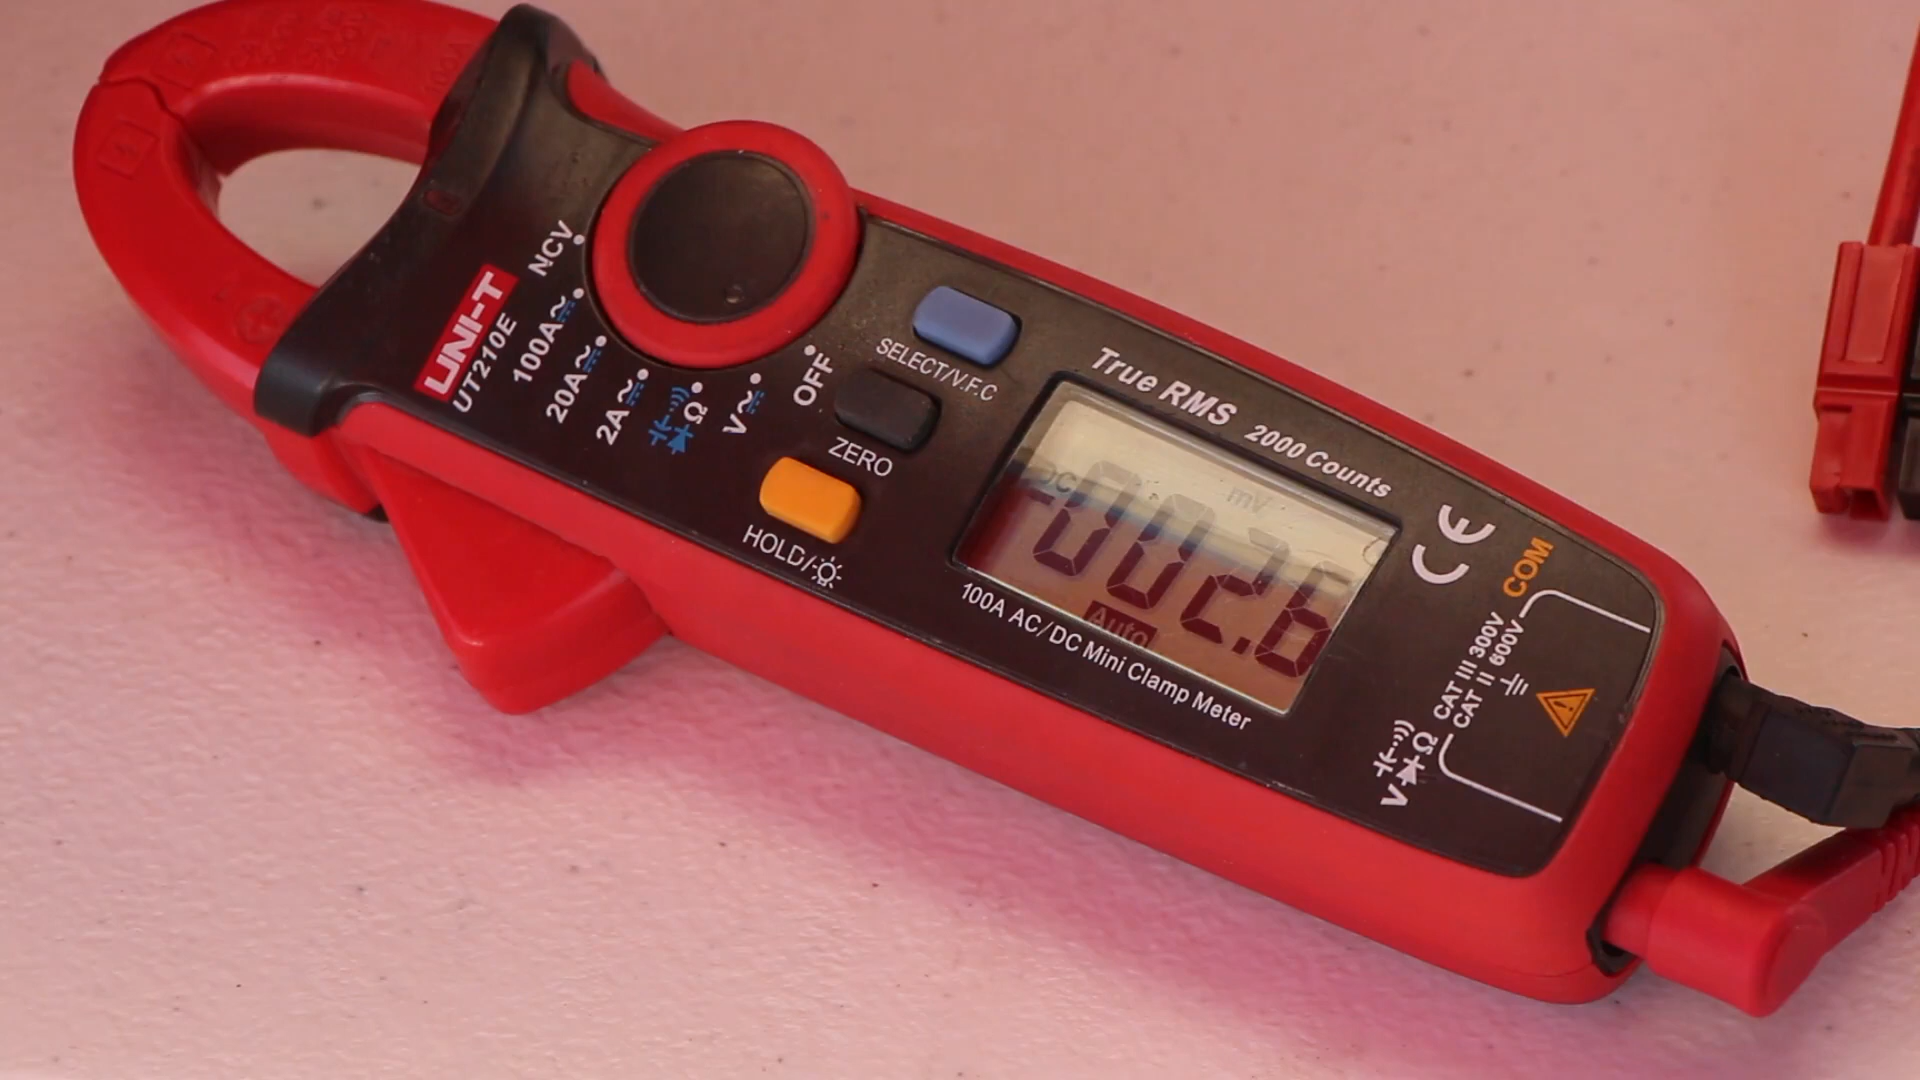 UNI-T
UT210E
NCV
100A
20A
2A
Ω
V
OFF
SELECT/V.F.C
ZERO
HOLD/
True RMS 2000 Counts
DC
mV
-002.6
Auto
100A AC/DC Mini Clamp Meter
CE
COM
CAT III 300V
CAT II 600V
VΩ